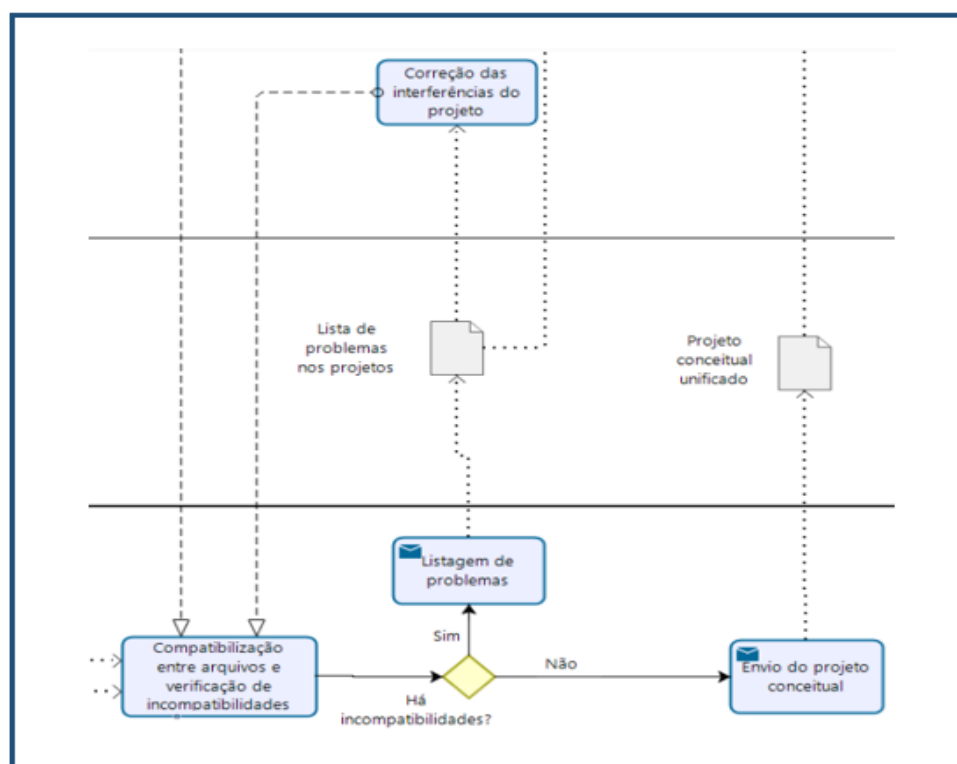 Correção das
interferências do
projeto
Lista de
problemas
nos projetos
Projeto
conceitual
unificado
Listagem de
problemas
Sim
Compatibilização
entre arquivos e
verificação de
incompatibilidades
Há
incompatibilidades?
Não
Envio do projeto
conceitual